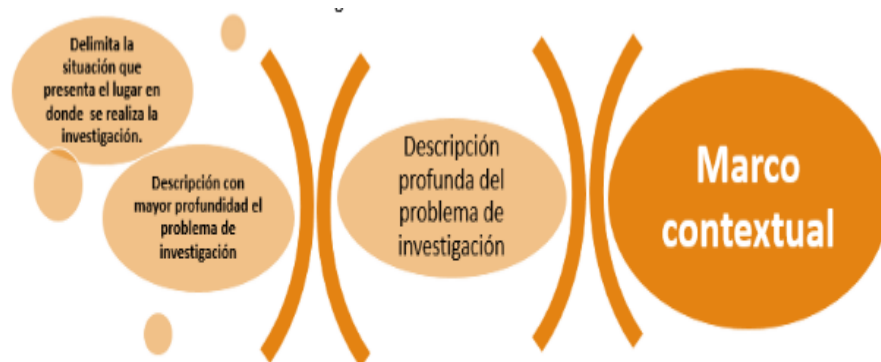 Delimita la
situación que
presenta el lugar en
donde se realiza la
investigación.
Descripción con
mayor profundidad el
problema de
investigación
Descripción
profunda del
problema de
investigación
Marco
contextual